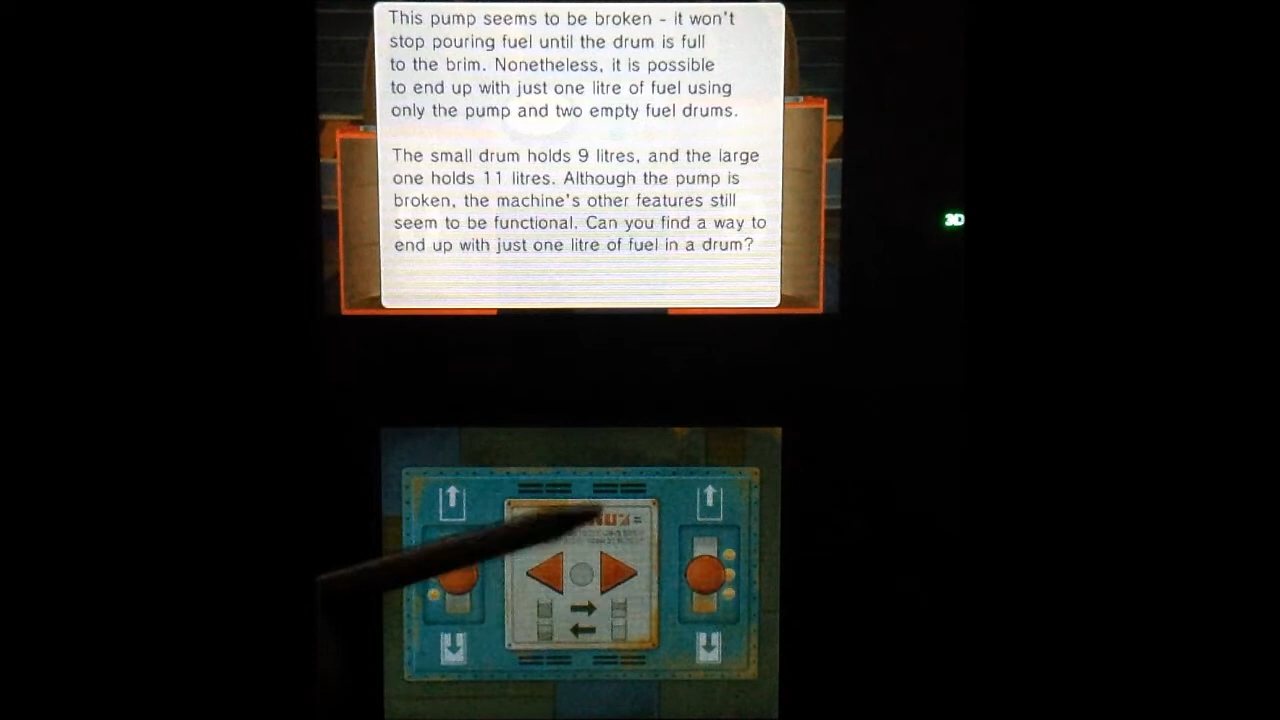 This pump seems to be broken - it won't
stop pouring fuel until the drum is full
to the brim. Nonetheless, it is possible
to end up with just one litre of fuel using
only the pump and two empty fuel drums.
The small drum holds 9 litres, and the large
one holds 11 litres. Although the pump is
broken, the machine's other features still
seem to be functional. Can you find a way to
end up with just one litre of fuel in a drum?
3D